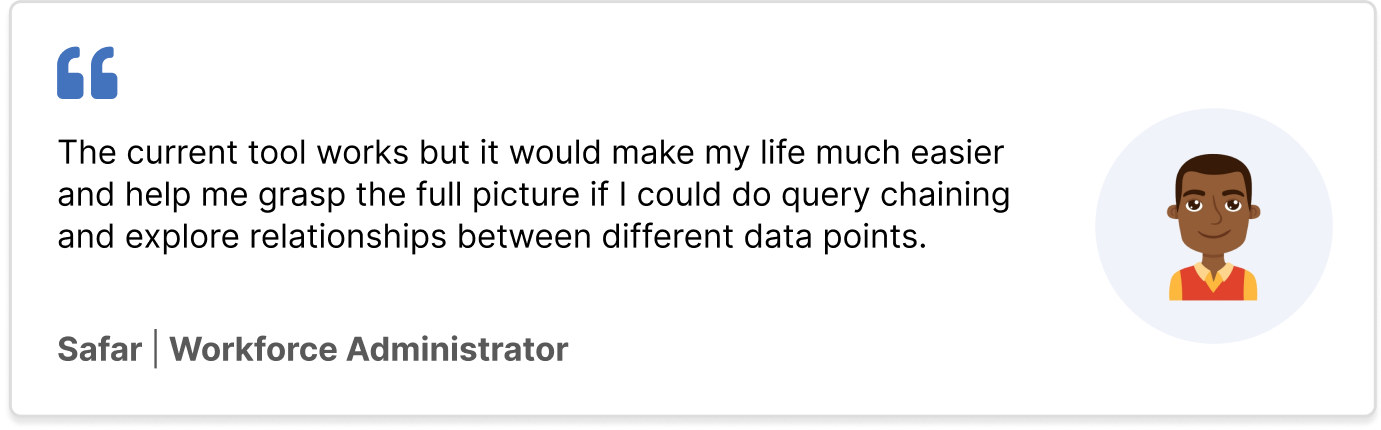 The current tool works but it would make my life much easier
and help me grasp the full picture if I could do query chaining
and explore relationships between different data points.
Safar | Workforce Administrator